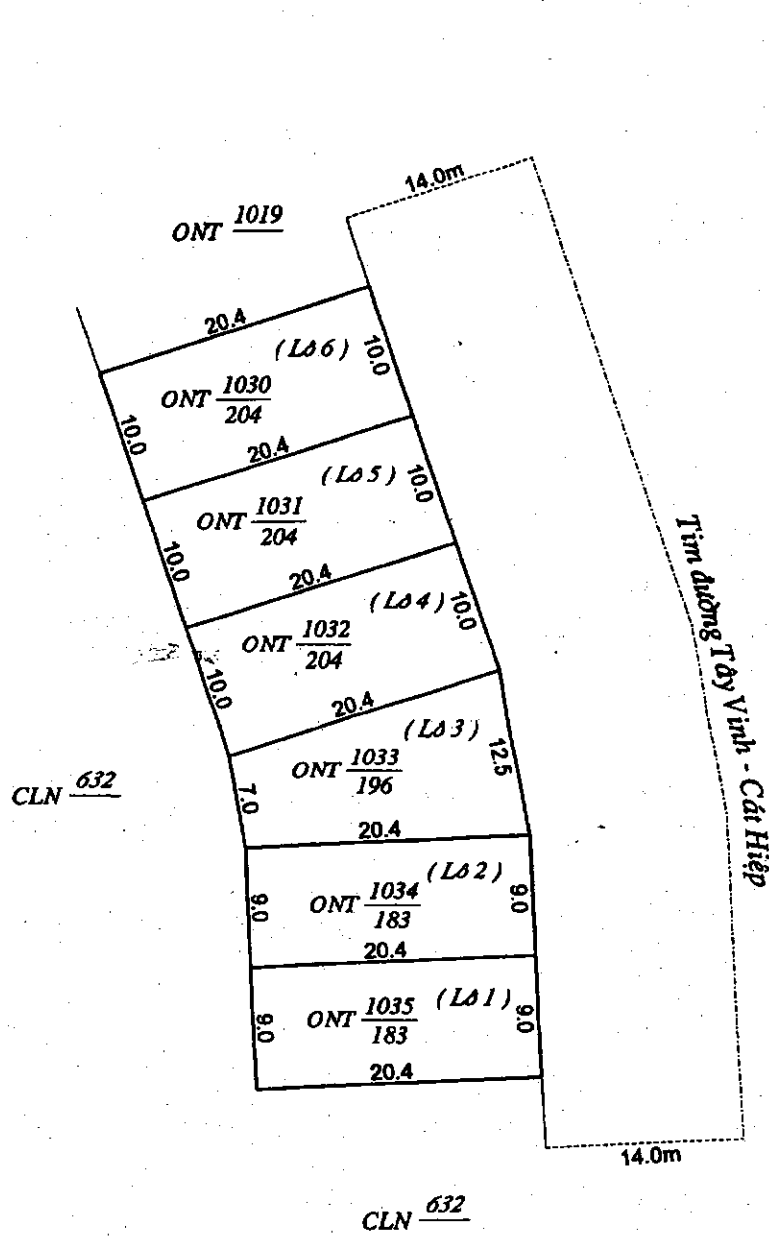 14.0m
ONT 1019
20.4
(Lô 6)
10.0
ONT 1030
204
10.0
20.4
(Lô 5)
10.0
ONT 1031
204
10.0
20.4
(Lô 4)
10.0
ONT 1032
204
10.0
20.4
(Lô 3)
12.5
ONT 1033
196
7.0
20.4
CLN 632
(Lô 2)
9.0
ONT 1034
183
9.0
20.4
(Lô 1)
9.0
ONT 1035
183
9.0
20.4
Tim đường Tây Vinh - Cát Hiệp
14.0m
CLN 632